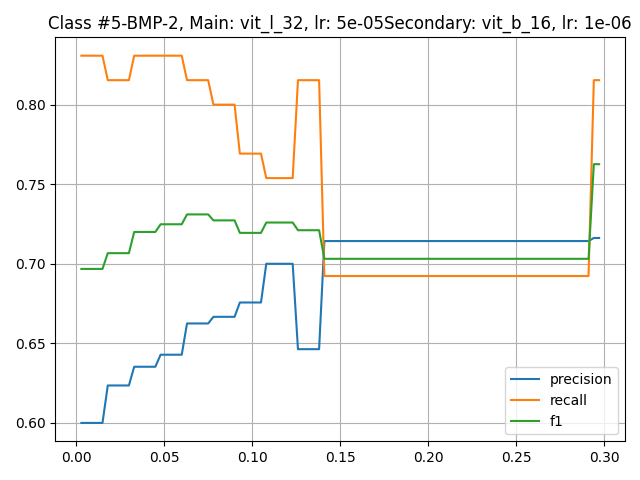 Class #5-BMP-2, Main: vit_l_32, lr: 5e-05Secondary: vit_b_16, lr: 1e-06
0.80
0.75
0.70
0.65
0.60
precision
recall
f1
0.00 0.05 0.10 0.15 0.20 0.25 0.30